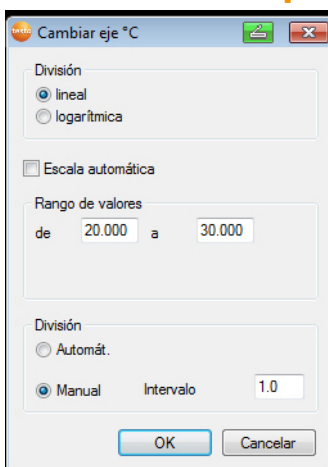 testo Cambiar eje °C
División
lineal
logarítmica
Escala automática
Rango de valores
de 20.000 a 30.000
División
Automát.
Manual Intervalo 1.0
OK Cancelar